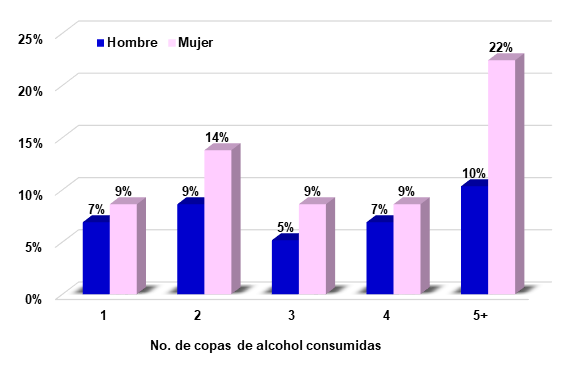 25%
20%
15%
10%
5%
0%
Hombre Mujer
7% 9% 9% 14% 5% 9% 7% 9% 10% 22%
1 2 3 4 5+
No. de copas de alcohol consumidas